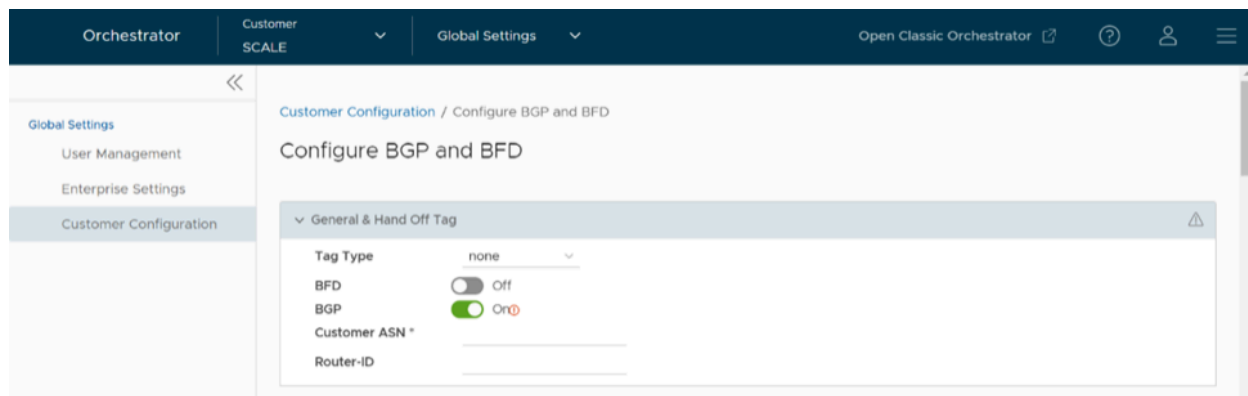 Orchestrator
Customer
SCALE
Global Settings
Open Classic Orchestrator
Global Settings
User Management
Enterprise Settings
Customer Configuration
Customer Configuration / Configure BGP and BFD
Configure BGP and BFD
General & Hand Off Tag
Tag Type none
BFD Off
BGP On
Customer ASN *
Router-ID